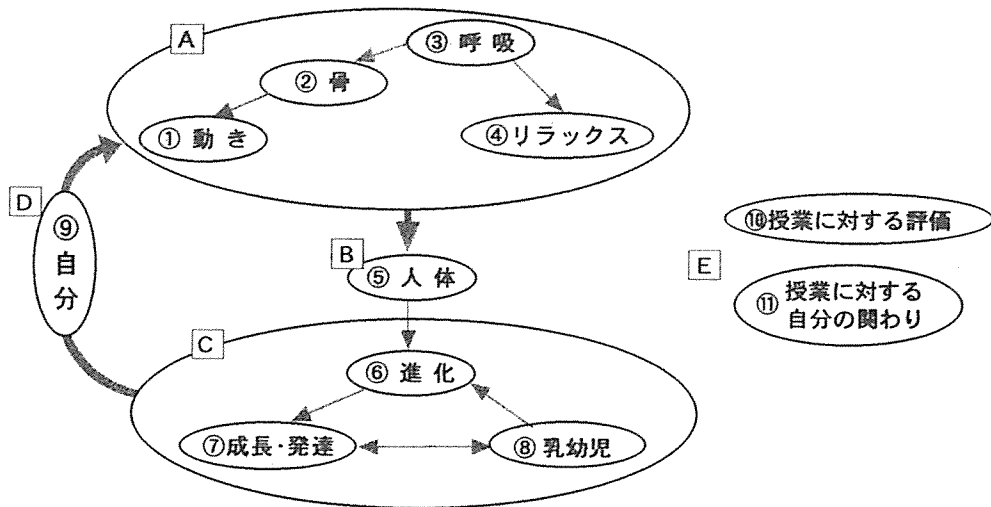 A
③ 呼吸
② 骨
① 動き
④リラックス
D
⑨自分
B
⑤ 人体
⑩授業に対する評価
E
⑪ 授業に対する
自分の関わり
C
⑥ 進化
⑦成長・発達
⑧ 乳幼児